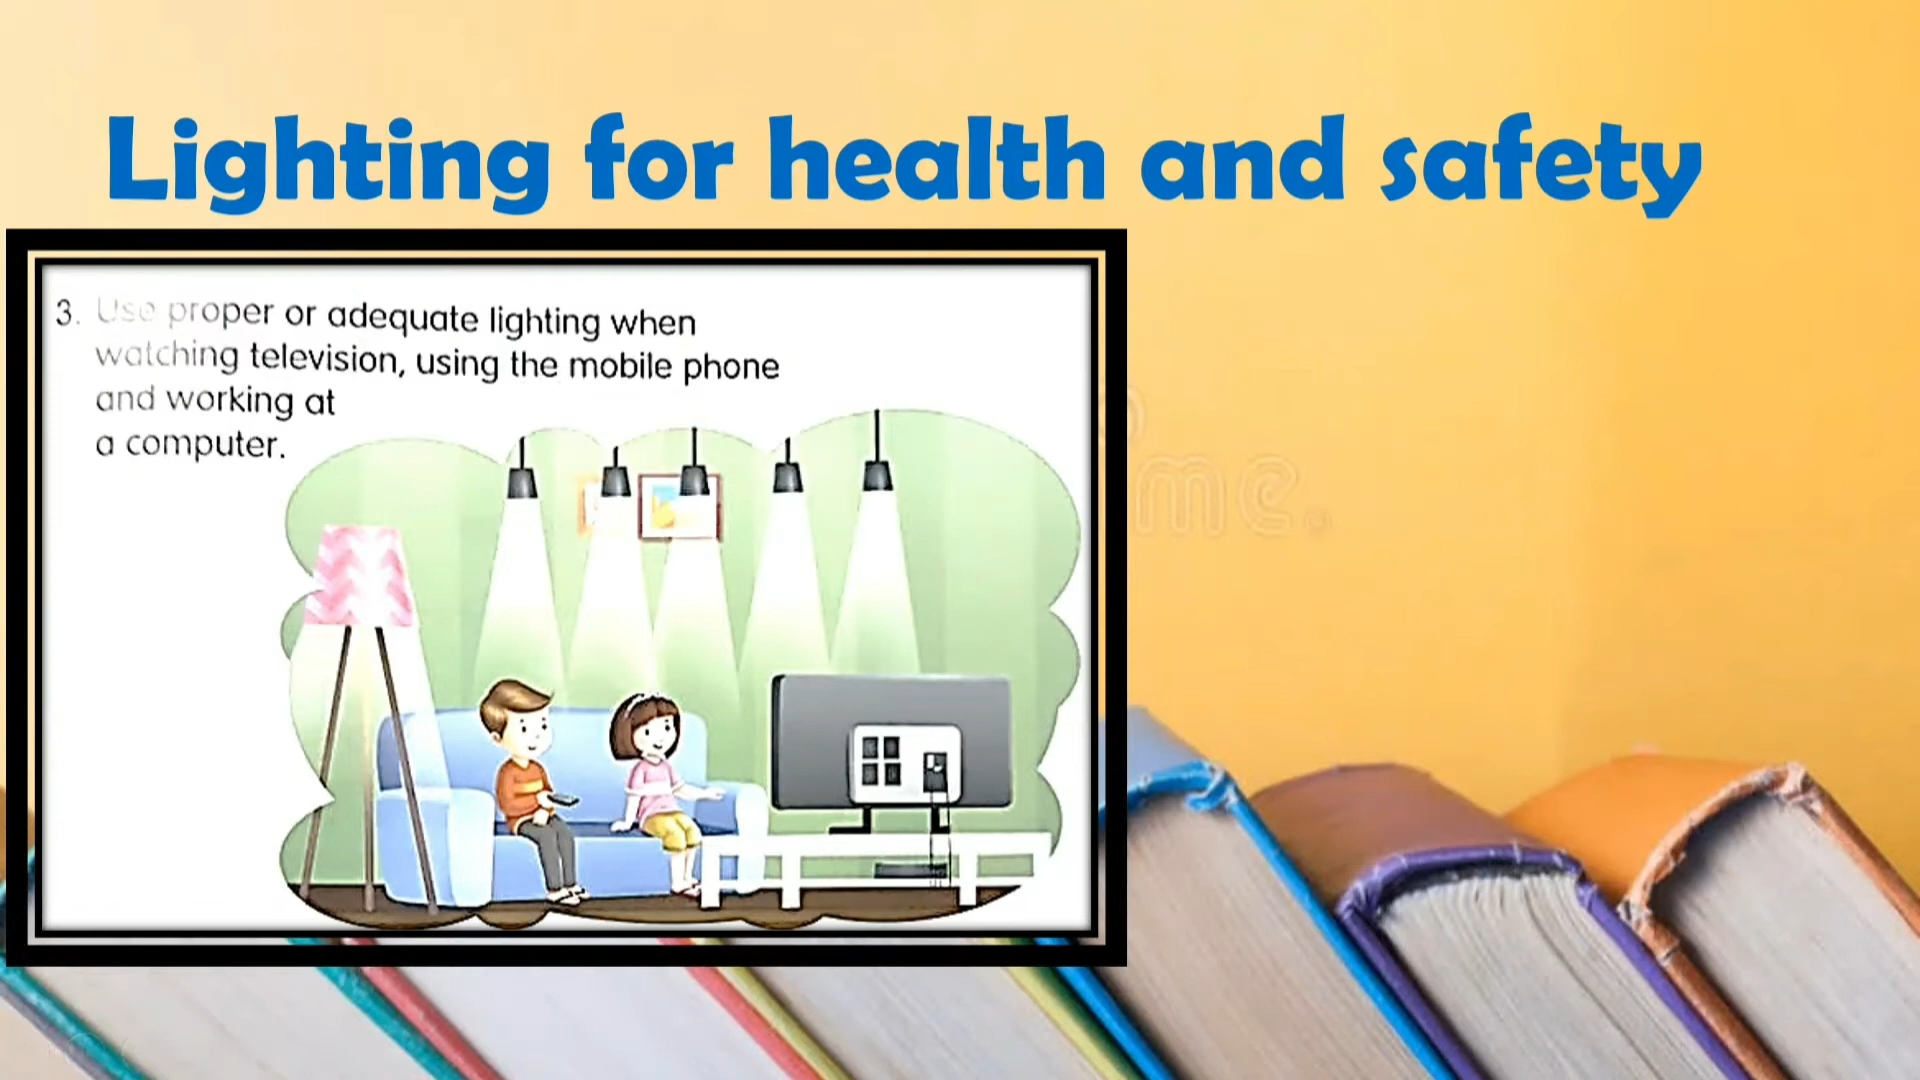 Lighting for health and safety
3. Use proper or adequate lighting when
watching television, using the mobile phone
and working at
a computer.